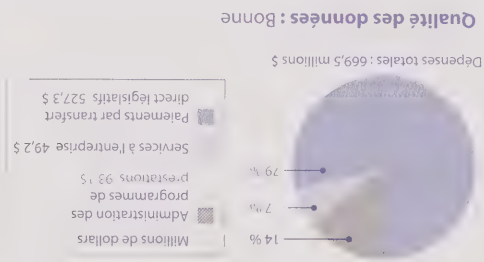 Millions de dollars
Administration des
programmes de
prestations 93
Services à l'entreprise 49,2 $
Paiements par transfert
direct législatifs 527,3 $
14 %
7 %
79 %
Dépenses totales : 669,5 millions $
Qualité des données : Bonne